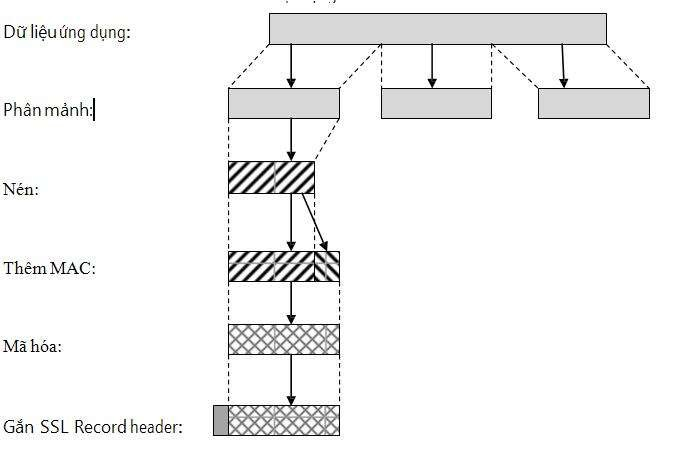 Dữ liệu ứng dụng:
Phân mảnh:
Nén:
Thêm MAC:
Mã hóa:
Gắn SSL Record header: